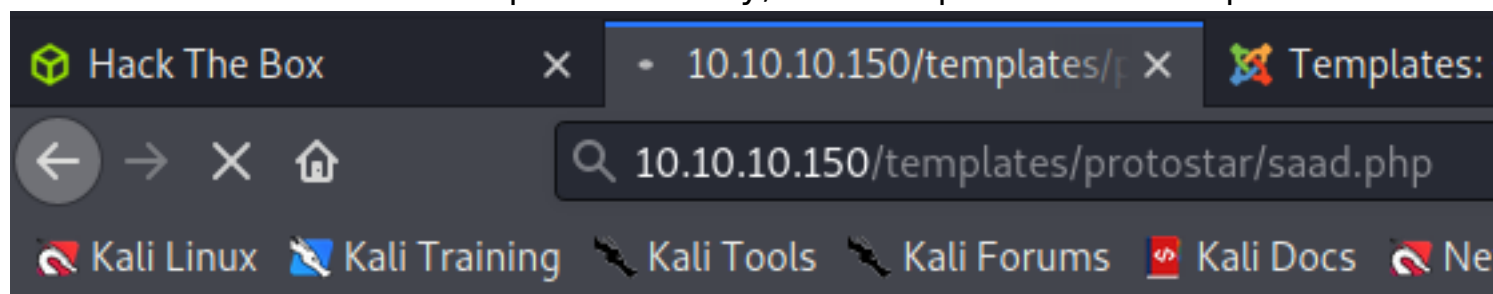 Hack The Box
10.10.10.150/templates/
Templates:
10.10.10.150/templates/protostar/saad.php
Kali Linux Kali Training Kali Tools Kali Forums Kali Docs Ne